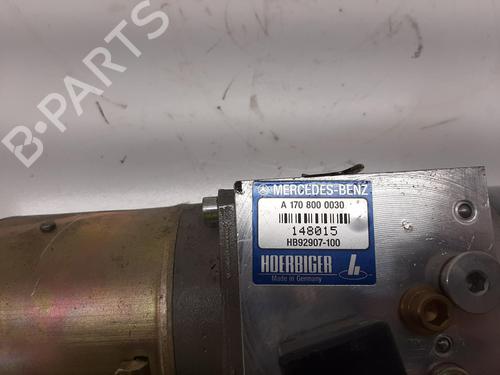 B-PARTS
MERCEDES-BENZ
A 170 800 0030
148015
HB92907-100
HOERBIGER
Made in Germany